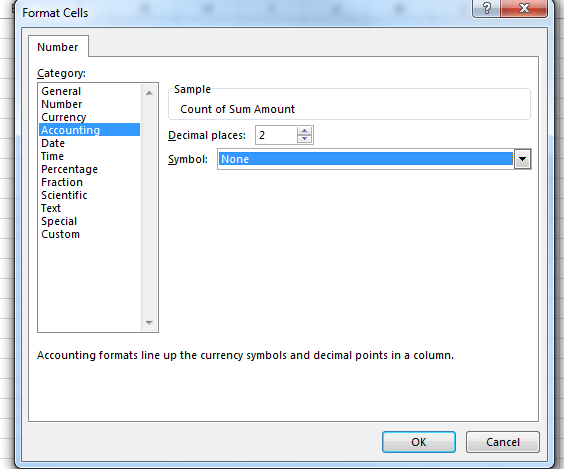 Format Cells
Number
Category:
General
Number
Currency
Accounting
Date
Time
Percentage
Fraction
Scientific
Text
Special
Custom
Sample
Count of Sum Amount
Decimal places: 2
Symbol: None
Accounting formats line up the currency symbols and decimal points in a column.
OK Cancel